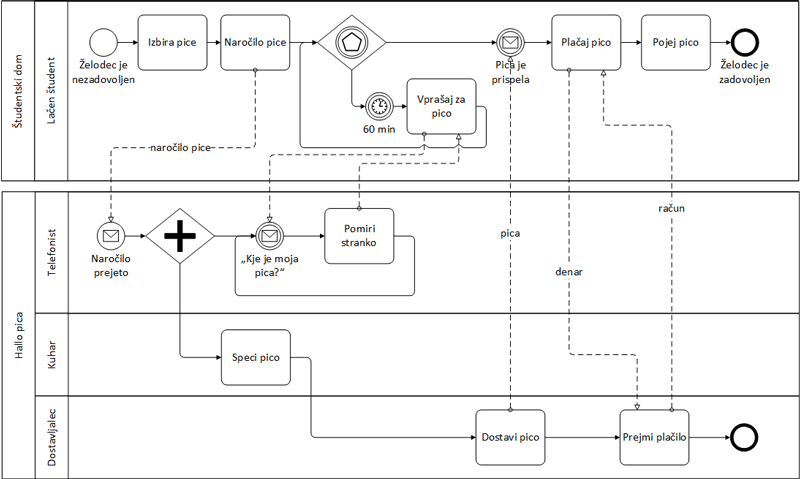 Študentski dom
Lačen študent
Želodec je
nezadovoljen
Izbira pice
Naročilo pice
60 min
Vprašaj za
pico
Pica je
prispela
Plačaj pico
Pojej pico
Želodec je
zadovoljen
naročilo pice
pica
denar
račun
Hallo pica
Telefonist
Naročilo
prejeto
„Kje je moja
pica?“
Pomiri
stranko
Kuhar
Speci pico
Dostavljalec
Dostavi pico
Prejmi plačilo